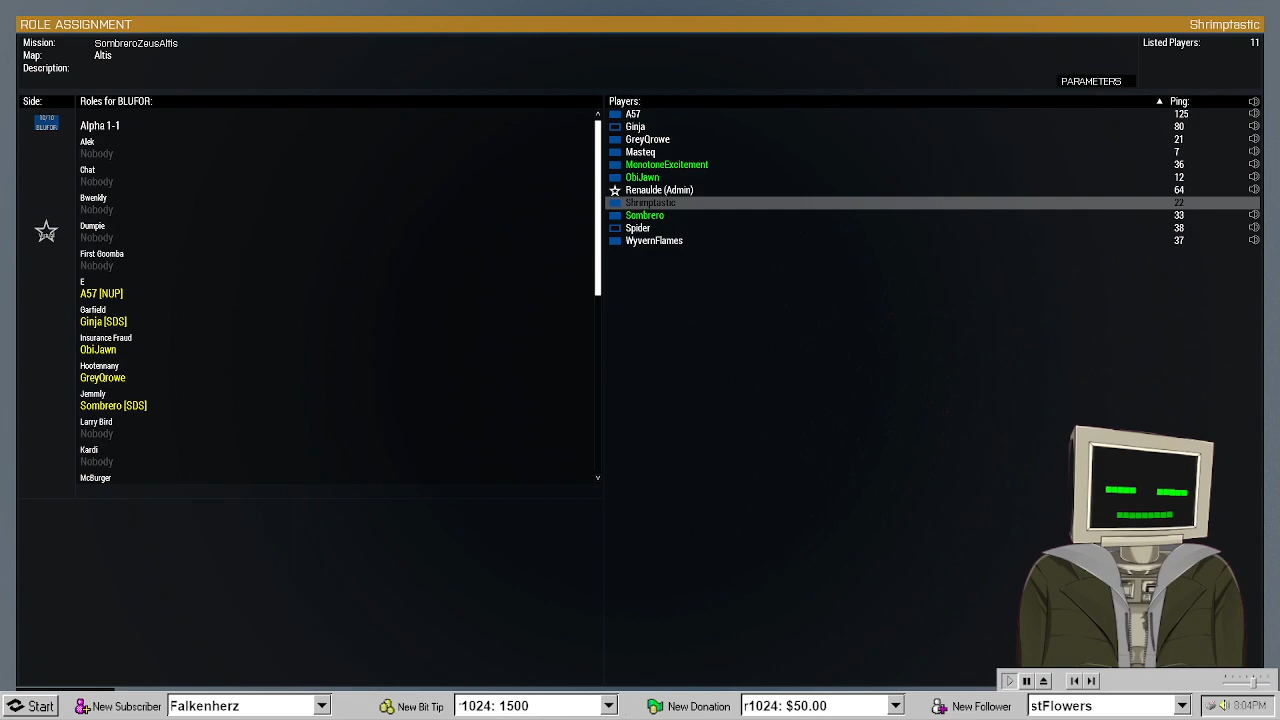 ROLE ASSIGNMENT
Shrimptastic
Mission: SombreroZeusAltis
Map: Altis
Description:
Listed Players: 11
PARAMETERS
Side:
Roles for BLUFOR:
10/10
BLUFOR
Alpha 1-1
Alek
Nobody
Chat
Nobody
Bwenkly
Nobody
Dumpie
Nobody
First Goomba
Nobody
E
A57 [NUP]
Garfield
Ginja [SDS]
Insurance Fraud
ObiJawn
Hootennany
GreyQrowe
Jemmly
Sombrero [SDS]
Larry Bird
Nobody
Kardi
Nobody
McBurger
Players: Ping:
A57 125
Ginja 80
GreyQrowe 21
Masteq 7
MonotoneExcitement 36
ObiJawn 12
Renaulde (Admin) 64
Shrimptastic 22
Sombrero 33
Spider 38
WyvernFlames 37
Start
New Subscriber Falkenherz
New Bit Tip r1024: 1500
New Donation r1024: $50.00
New Follower stFlowers
8:04PM